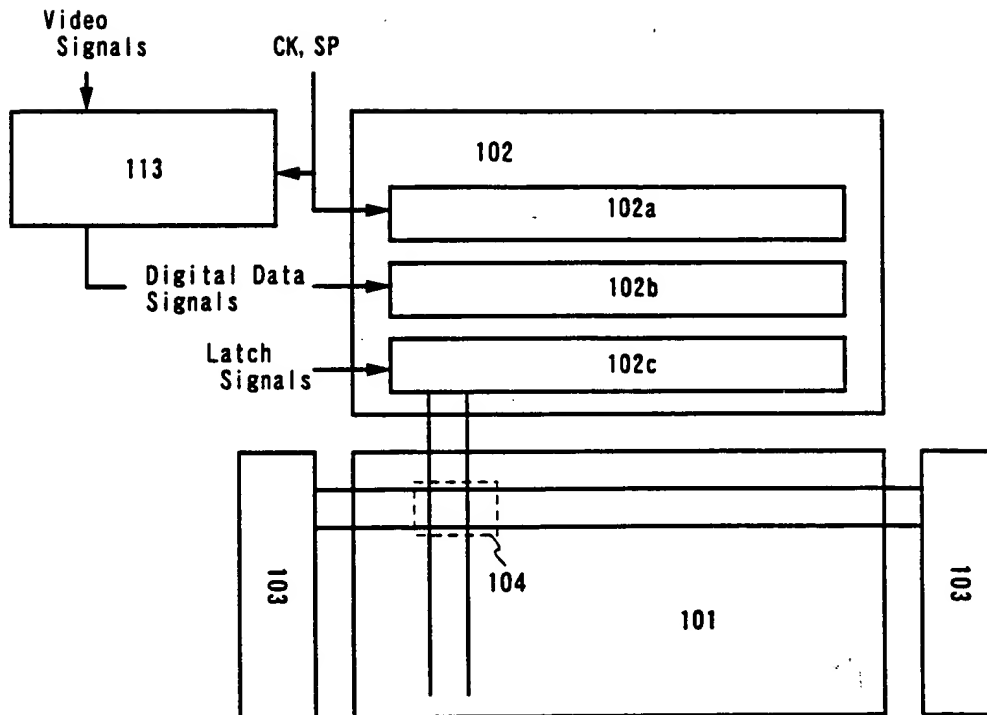 Video
Signals
CK, SP
113
102
102a
Digital Data
Signals
102b
Latch
Signals
102c
104
103
101
103